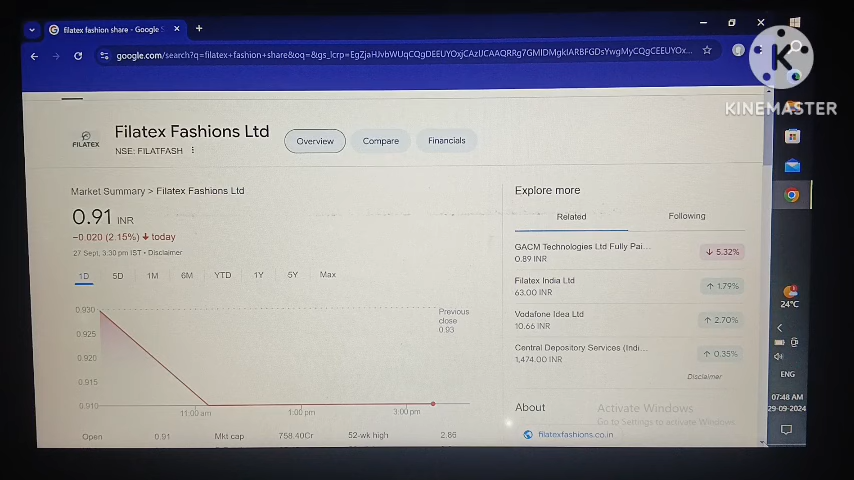 filatex fashion share - Google S
google.com/search?q=filatex+fashion+share&oq=&gs_lcrp=
KINEMASTER
FILATEX
Filatex Fashions Ltd
NSE: FILATFASH
Overview
Compare
Financials
Market Summary > Filatex Fashions Ltd
0.91 INR
−0.020 (2.15%) ↓ today
27 Sept, 3:30 pm IST • Disclaimer
1D 5D 1M 6M YTD 1Y 5Y Max
0.930
0.925
0.920
0.915
0.910
Previous
close
0.93
11:00 am 1:00 pm 3:00 pm
Open 0.91 Mkt cap 758.40Cr 52-wk high 2.86
Explore more
Related Following
GACM Technologies Ltd Fully Pai...
0.89 INR
↓ 5.32%
Filatex India Ltd
63.00 INR
↑ 1.79%
Vodafone Idea Ltd
10.66 INR
↑ 2.70%
Central Depository Services (Indi...
1,474.00 INR
↑ 0.35%
Disclaimer
About
filatexfashions.co.in
Activate Windows
Go to Settings to activate Windows.
24°C
ENG
07:48 AM
29-09-2024